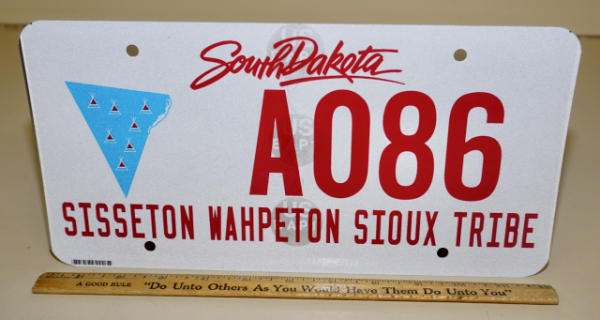 South Dakota
A086
SISSETON WAHPETON SIOUX TRIBE
A GOOD RULE "Do Unto Others As You Would Have Them Do Unto You"